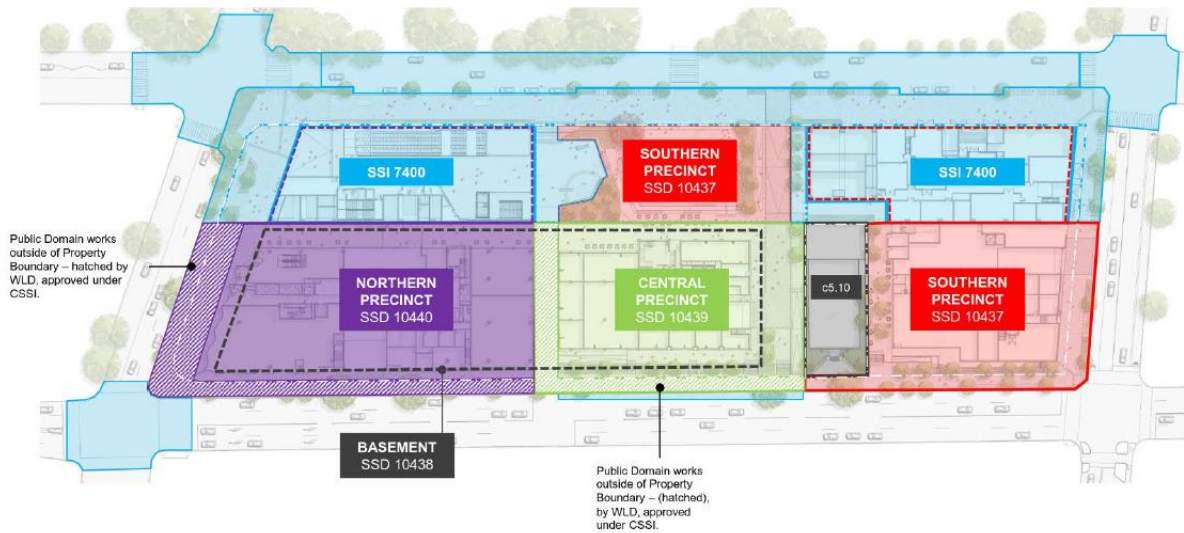 SSI 7400
SOUTHERN
PRECINCT
SSD 10437
SSI 7400
Public Domain works
outside of Property
Boundary – hatched by
WLD, approved under
CSSI.
NORTHERN
PRECINCT
SSD 10440
CENTRAL
PRECINCT
SSD 10439
c5.10
SOUTHERN
PRECINCT
SSD 10437
BASEMENT
SSD 10438
Public Domain works
outside of Property
Boundary – (hatched),
by WLD, approved
under CSSI.